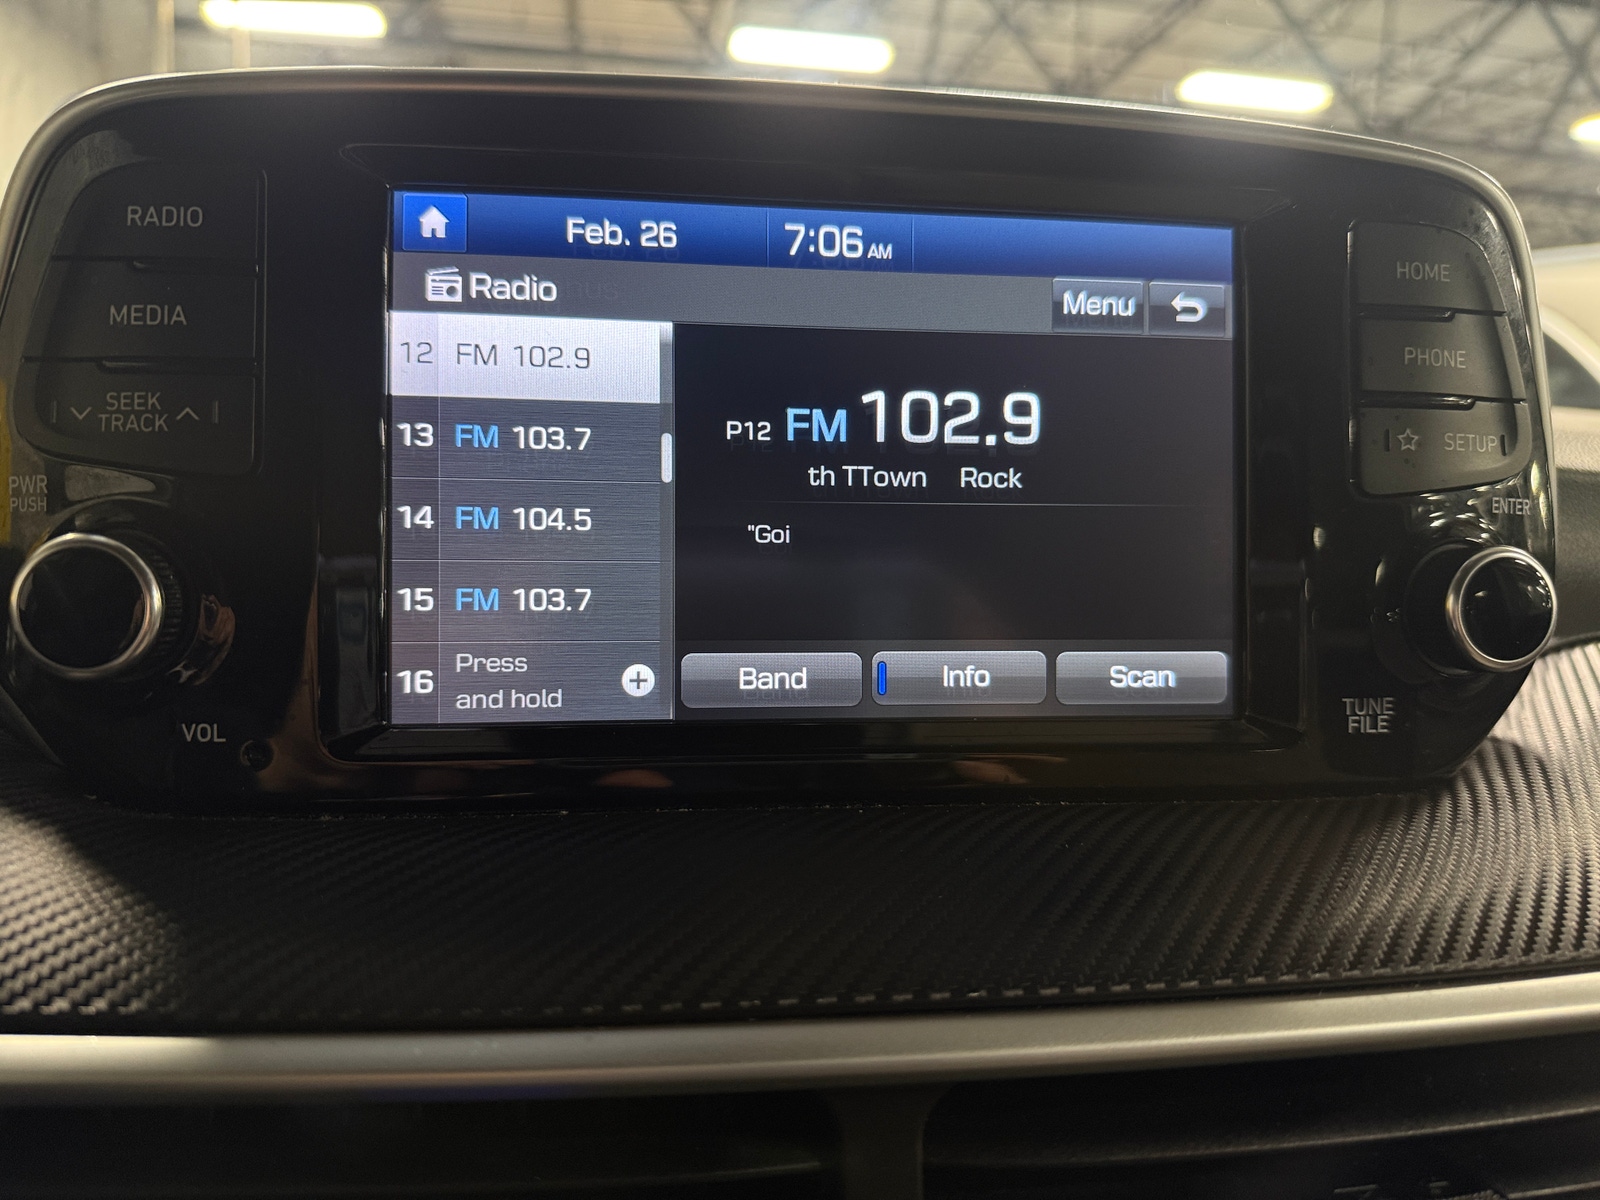 RADIO
MEDIA
SEEK
TRACK
PWR
PUSH
VOL
Feb. 26
7:06 AM
Radio
Menu
12 FM 102.9
13 FM 103.7
14 FM 104.5
15 FM 103.7
16 Press
and hold
P12 FM 102.9
th TTown Rock
"Goi
Band
Info
Scan
HOME
PHONE
SETUP
ENTER
TUNE
FILE